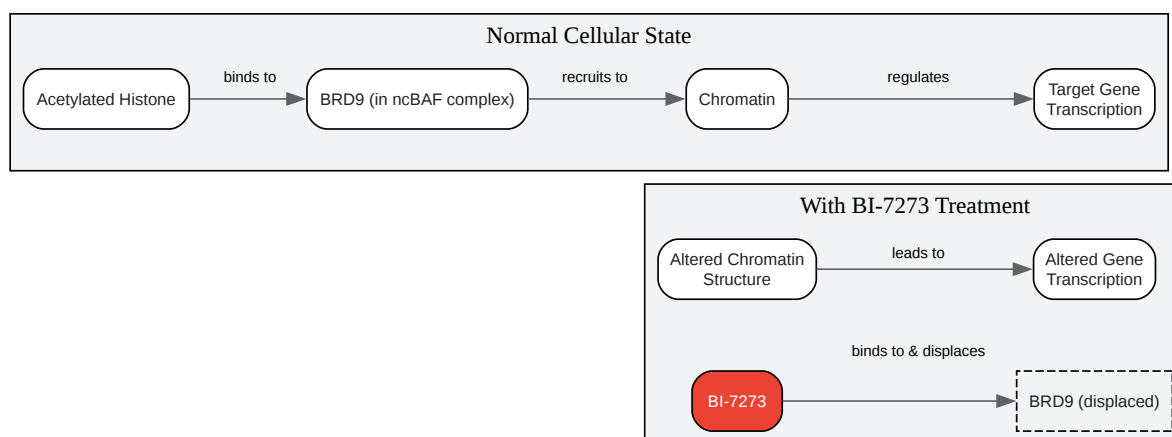 Normal Cellular State
binds to
recruits to
regulates
Acetylated Histone
BRD9 (in ncBAF complex)
Chromatin
Target Gene
Transcription
With BI-7273 Treatment
Altered Chromatin
Structure
leads to
Altered Gene
Transcription
binds to & displaces
BI-7273
BRD9 (displaced)